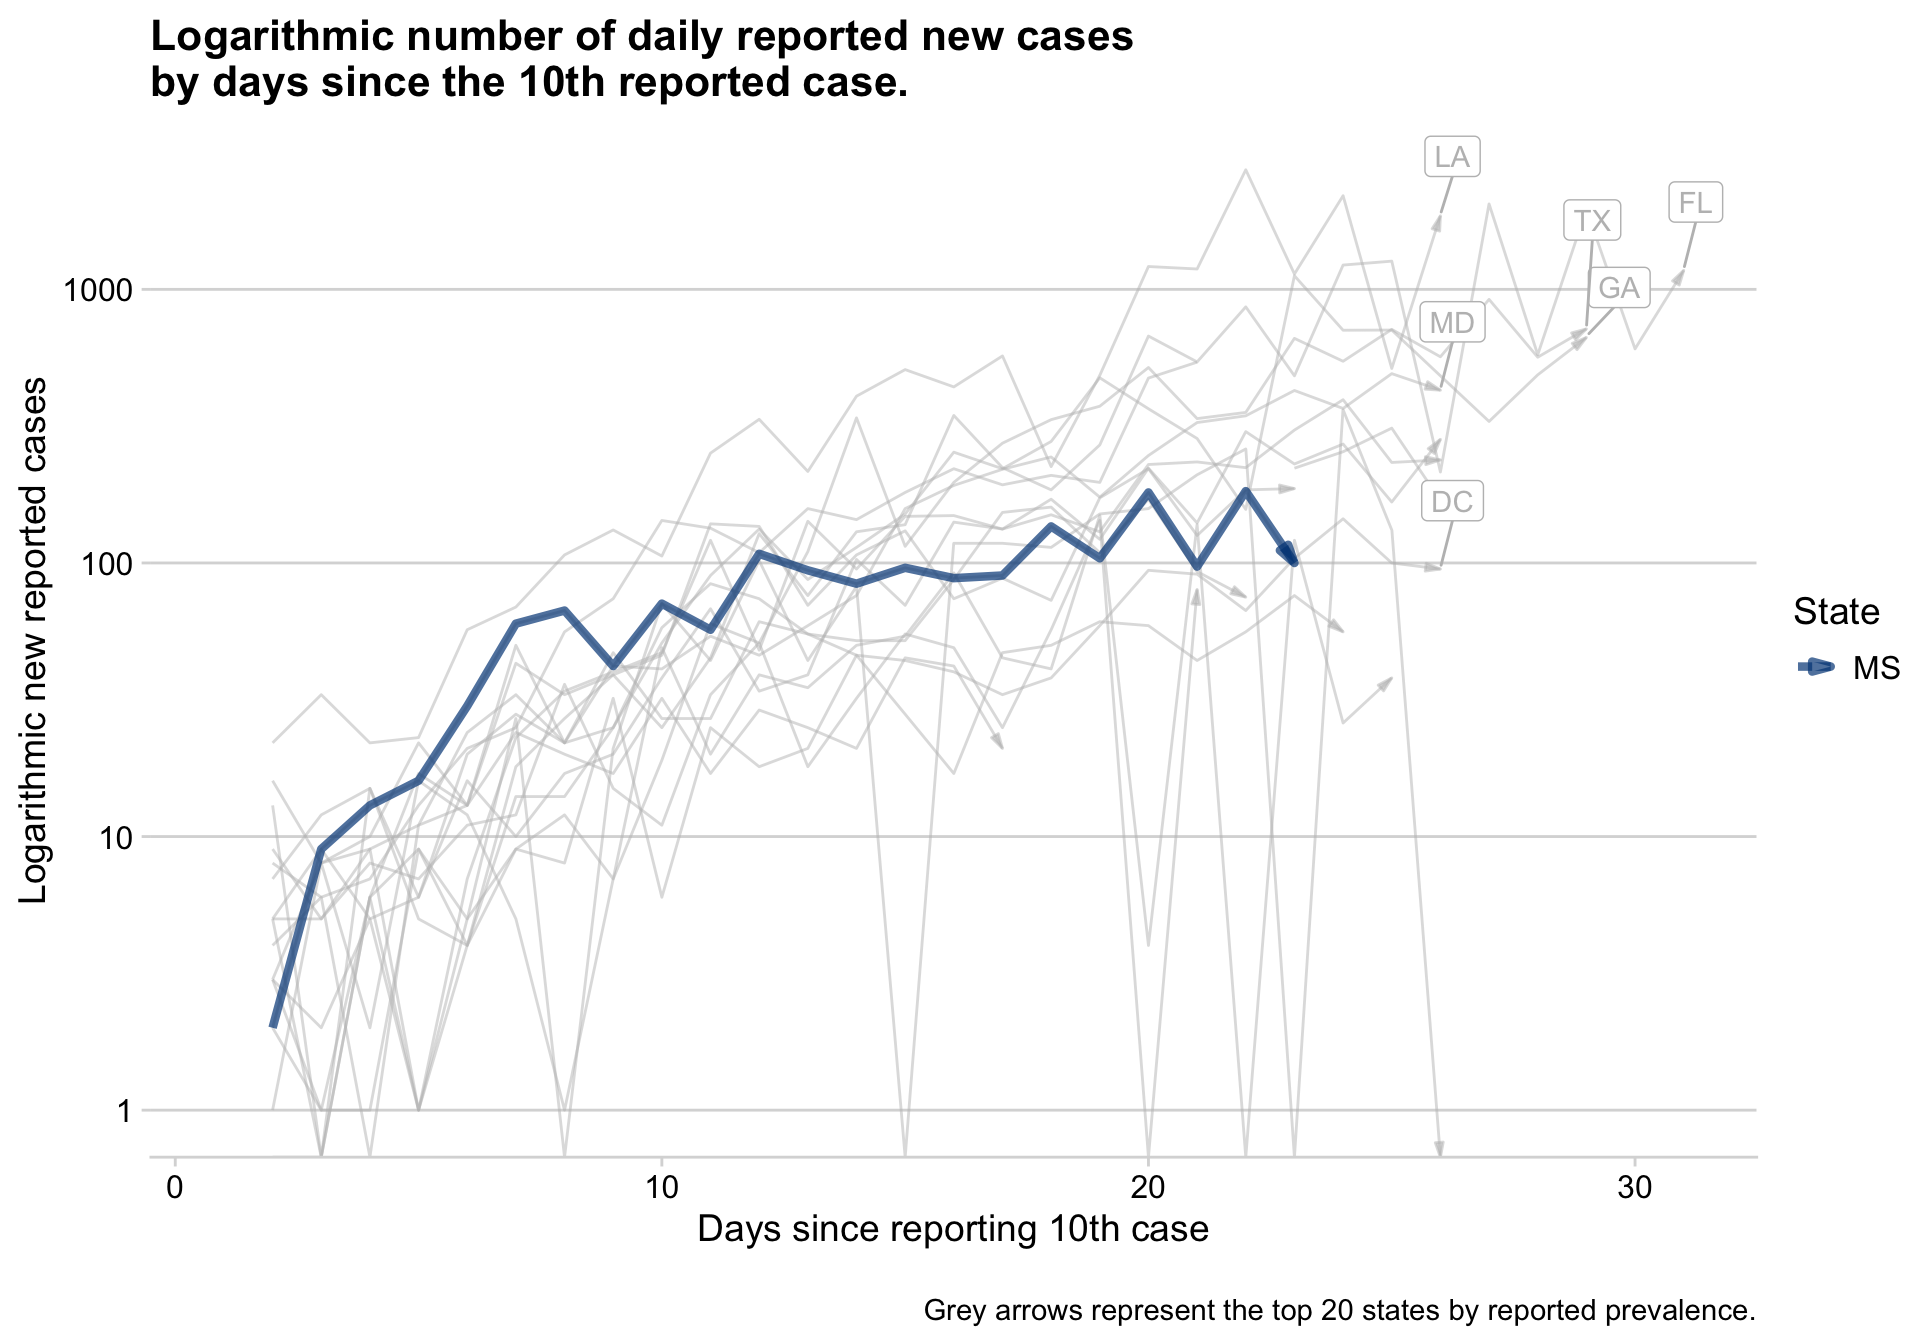 Logarithmic number of daily reported new cases
by days since the 10th reported case.
LA
FL
TX
GA
MD
DC
1000
100
10
1
Logarithmic new reported cases
State
MS
0 10 20 30
Days since reporting 10th case
Grey arrows represent the top 20 states by reported prevalence.